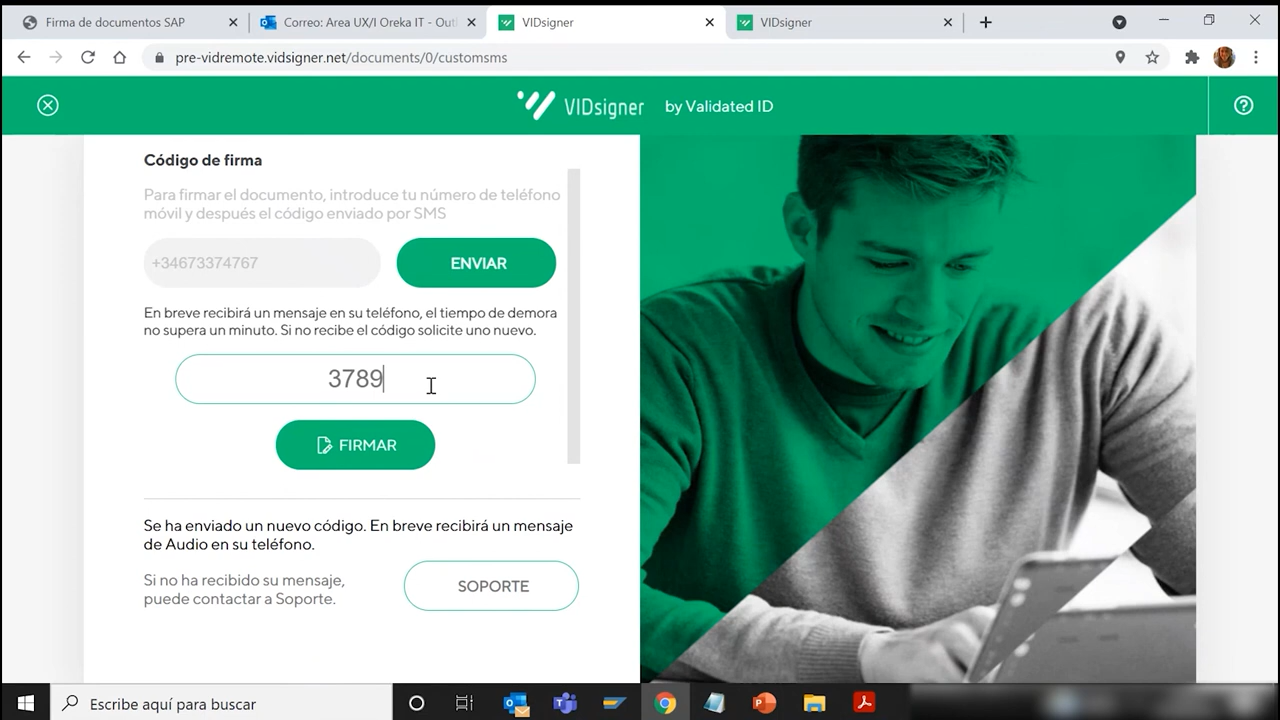 Firma de documentos SAP
Correo: Area UX/I Oreka IT - Out
VIDsigner
VIDsigner
pre-vidremote.vidsigner.net/documents/0/customsms
VIDsigner by Validated ID
Código de firma
Para firmar el documento, introduce tu número de teléfono
móvil y después el código enviado por SMS
+34673374767
ENVIAR
En breve recibirá un mensaje en su teléfono, el tiempo de demora
no supera un minuto. Si no recibe el código solicite uno nuevo.
3789
FIRMAR
Se ha enviado un nuevo código. En breve recibirá un mensaje
de Audio en su teléfono.
Si no ha recibido su mensaje,
puede contactar a Soporte.
SOPORTE
Escribe aquí para buscar